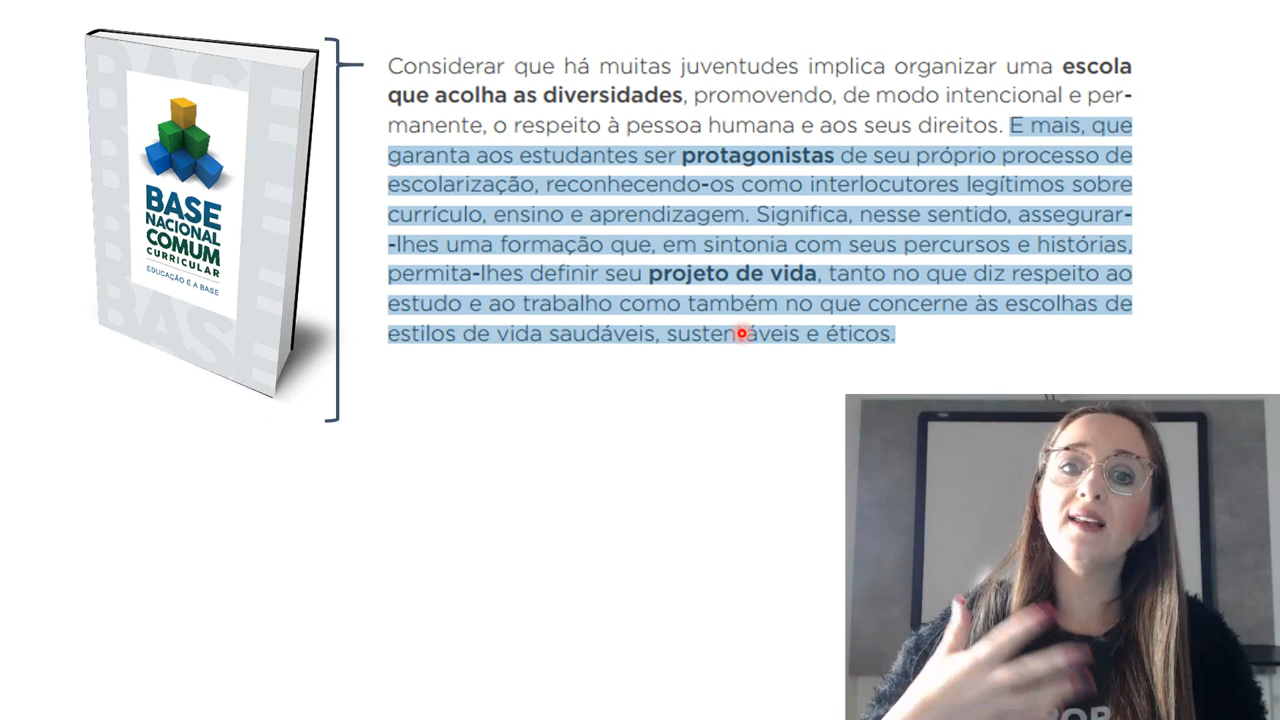 BASE
NACIONAL
COMUM
CURRICULAR
EDUCAÇÃO É A BASE
Considerar que há muitas juventudes implica organizar uma escola
que acolha as diversidades, promovendo, de modo intencional e per-
manente, o respeito à pessoa humana e aos seus direitos. E mais, que
garanta aos estudantes ser protagonistas de seu próprio processo de
escolarização, reconhecendo-os como interlocutores legítimos sobre
currículo, ensino e aprendizagem. Significa, nesse sentido, assegurar-
-lhes uma formação que, em sintonia com seus percursos e histórias,
permita-lhes definir seu projeto de vida, tanto no que diz respeito ao
estudo e ao trabalho como também no que concerne às escolhas de
estilos de vida saudáveis, sustentáveis e éticos.